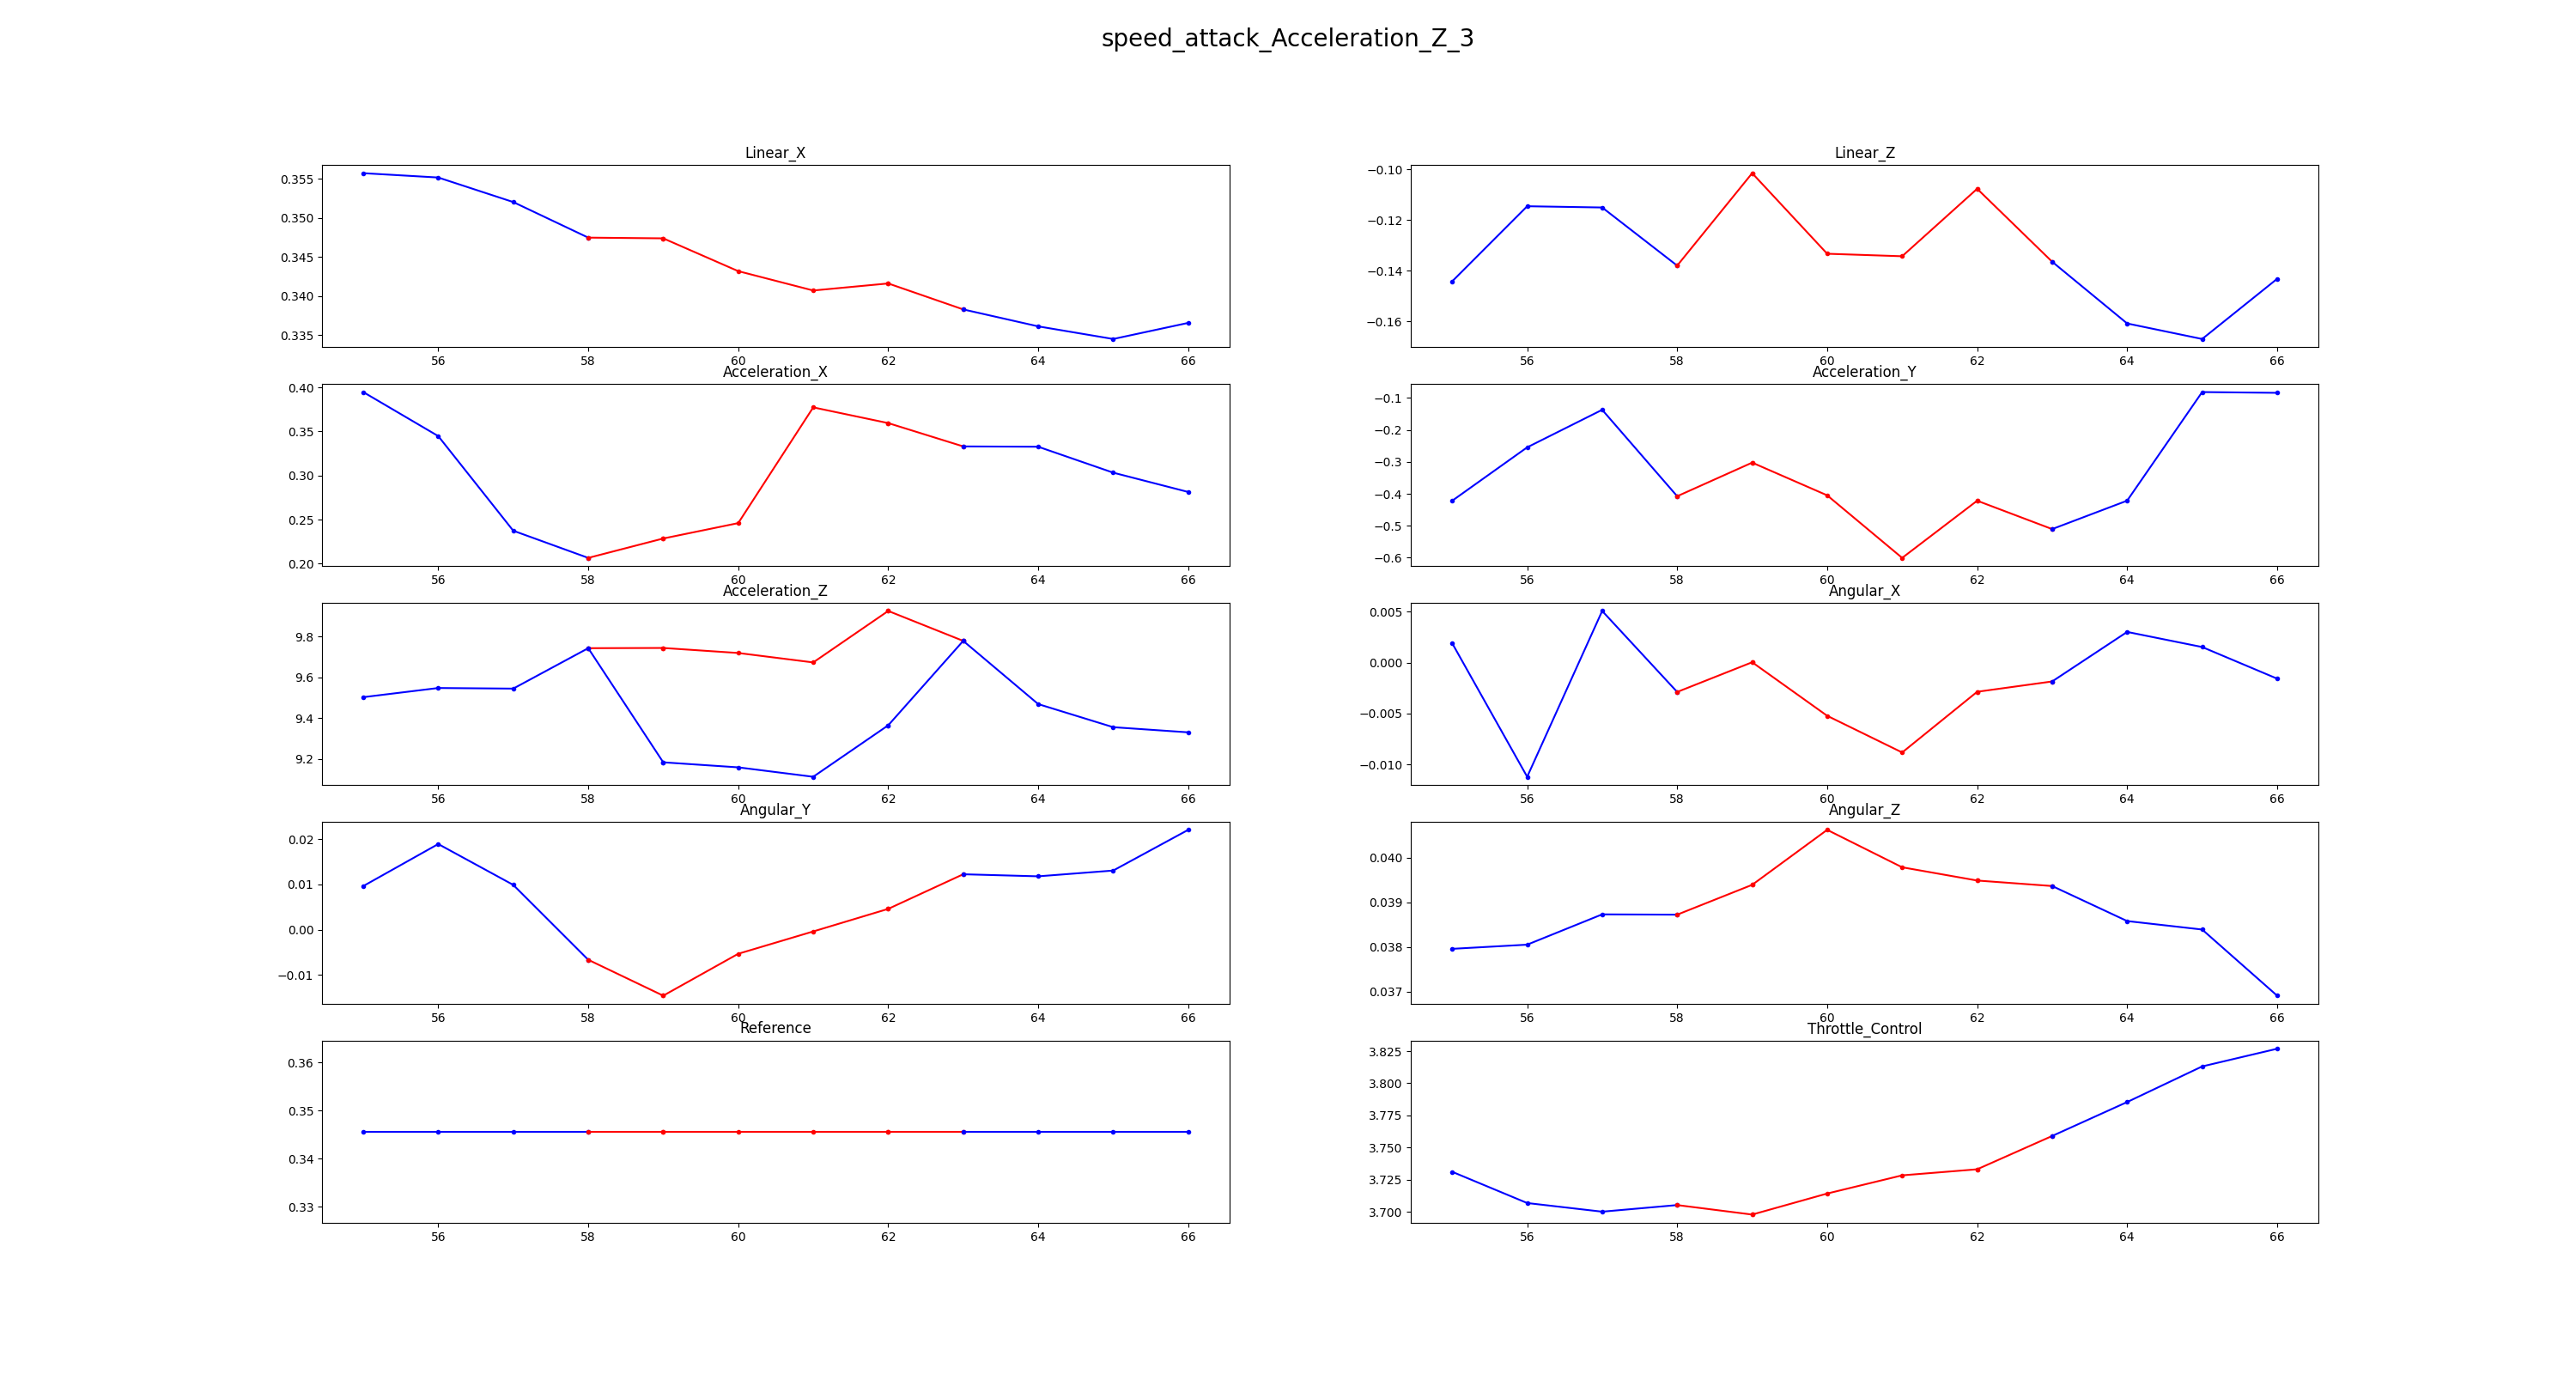 speed_attack_Acceleration_Z_3
Linear_X
0.355
0.350
0.345
0.340
0.335
56 58 60 62 64 66
Linear_Z
−0.10
−0.12
−0.14
−0.16
56 58 60 62 64 66
Acceleration_X
0.40
0.35
0.30
0.25
0.20
56 58 60 62 64 66
Acceleration_Y
−0.1
−0.2
−0.3
−0.4
−0.5
−0.6
56 58 60 62 64 66
Acceleration_Z
9.8
9.6
9.4
9.2
56 58 60 62 64 66
Angular_X
0.005
0.000
−0.005
−0.010
56 58 60 62 64 66
Angular_Y
0.02
0.01
0.00
−0.01
56 58 60 62 64 66
Angular_Z
0.040
0.039
0.038
0.037
56 58 60 62 64 66
Reference
0.36
0.35
0.34
0.33
56 58 60 62 64 66
Throttle_Control
3.825
3.800
3.775
3.750
3.725
3.700
56 58 60 62 64 66